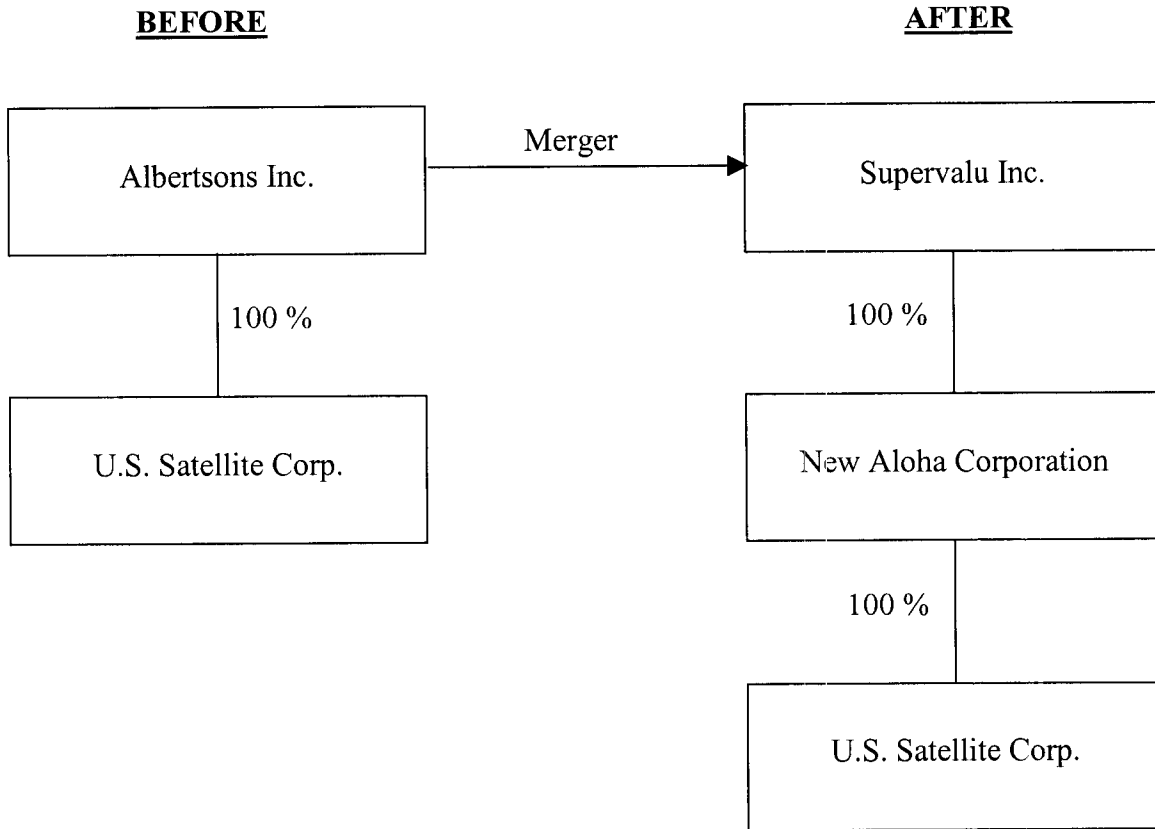 BEFORE
AFTER
Albertsons Inc.
Merger
Supervalu Inc.
100 %
100 %
U.S. Satellite Corp.
New Aloha Corporation
100 %
U.S. Satellite Corp.